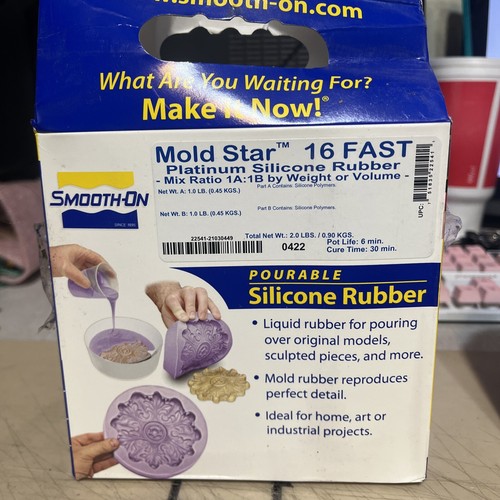 .smooth-on.com
What Are You Waiting For?
Make it Now!®
Mold Star™ 16 FAST
Platinum Silicone Rubber
- Mix Ratio 1A:1B by Weight or Volume -
Net Wt. A: 1.0 LB. (0.45 KGS.)
Part A Contains: Silicone Polymers.
Net Wt. B: 1.0 LB. (0.45 KGS.)
Part B Contains: Silicone Polymers.
Total Net Wt.: 2.0 LBS. / 0.90 KGS.
22541-21030449
0422
Pot Life: 6 min.
Cure Time: 30 min.
UPC:
SMOOTH-ON
SINCE 1895
POURABLE
Silicone Rubber
• Liquid rubber for pouring
over original models,
sculpted pieces, and more.
• Mold rubber reproduces
perfect detail.
• Ideal for home, art or
industrial projects.